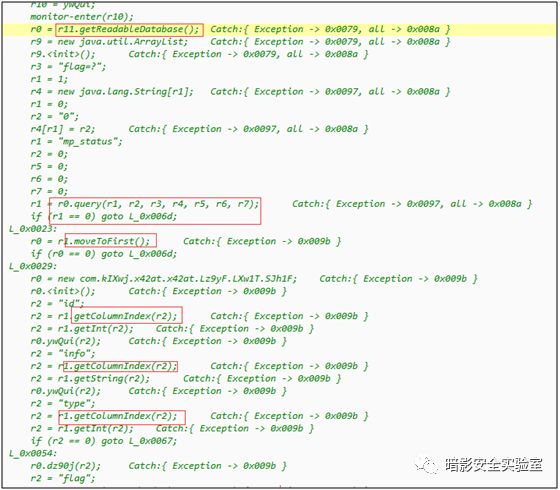 r10 = ywQui;
monitor-enter(r10);
r0 = r11.getReadableDatabase();   Catch:{ Exception -> 0x0079, all -> 0x008a }
r9 = new java.util.ArrayList;   Catch:{ Exception -> 0x0079, all -> 0x008a }
r9.<init>();   Catch:{ Exception -> 0x0079, all -> 0x008a }
r3 = "flag=?";
r1 = 1;
r4 = new java.lang.String[r1];   Catch:{ Exception -> 0x0097, all -> 0x008a }
r1 = 0;
r2 = "0";
r4[r1] = r2;   Catch:{ Exception -> 0x0097, all -> 0x008a }
r1 = "mp_status";
r2 = 0;
r5 = 0;
r6 = 0;
r7 = 0;
r1 = r0.query(r1, r2, r3, r4, r5, r6, r7);   Catch:{ Exception -> 0x0097, all -> 0x008a }
if (r1 == 0) goto L_0x006d;
L_0x0023:
r0 = r1.moveToFirst();   Catch:{ Exception -> 0x009b }
if (r0 == 0) goto L_0x006d;
L_0x0029:
r0 = new com.kIXwj.x42at.x42at.Lz9yF.LXw1T.SJh1F;   Catch:{ Exception -> 0x009b }
r0.<init>();   Catch:{ Exception -> 0x009b }
r2 = "id";
r2 = r1.getColumnIndex(r2);   Catch:{ Exception -> 0x009b }
r2 = r1.getInt(r2);   Catch:{ Exception -> 0x009b }
r0.ywQui(r2);   Catch:{ Exception -> 0x009b }
r2 = "info";
r2 = r1.getColumnIndex(r2);   Catch:{ Exception -> 0x009b }
r2 = r1.getString(r2);   Catch:{ Exception -> 0x009b }
r0.ywQui(r2);   Catch:{ Exception -> 0x009b }
r2 = "type";
r2 = r1.getColumnIndex(r2);   Catch:{ Exception -> 0x009b }
r2 = r1.getInt(r2);   Catch:{ Exception -> 0x009b }
if (r2 == 0) goto L_0x0067;
L_0x0054:
r0.dz90j(r2);   Catch:{ Exception -> 0x009b }
r2 = "flag";
暗影安全实验室